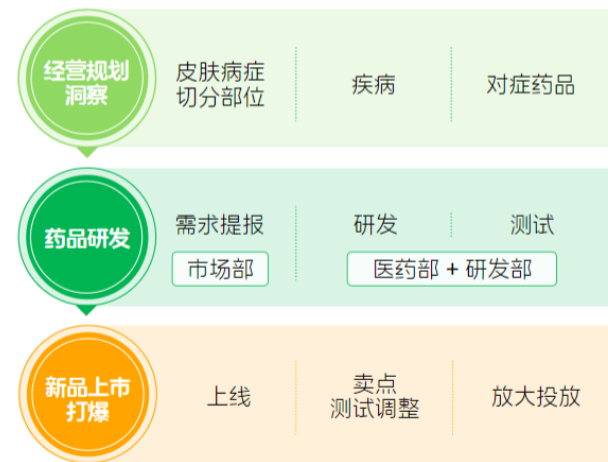 经营规划
洞察
皮肤病症
切分部位
疾病
对症药品
药品研发
需求提报
研发
测试
市场部
医药部 + 研发部
新品上市
打爆
上线
卖点
测试调整
放大投放